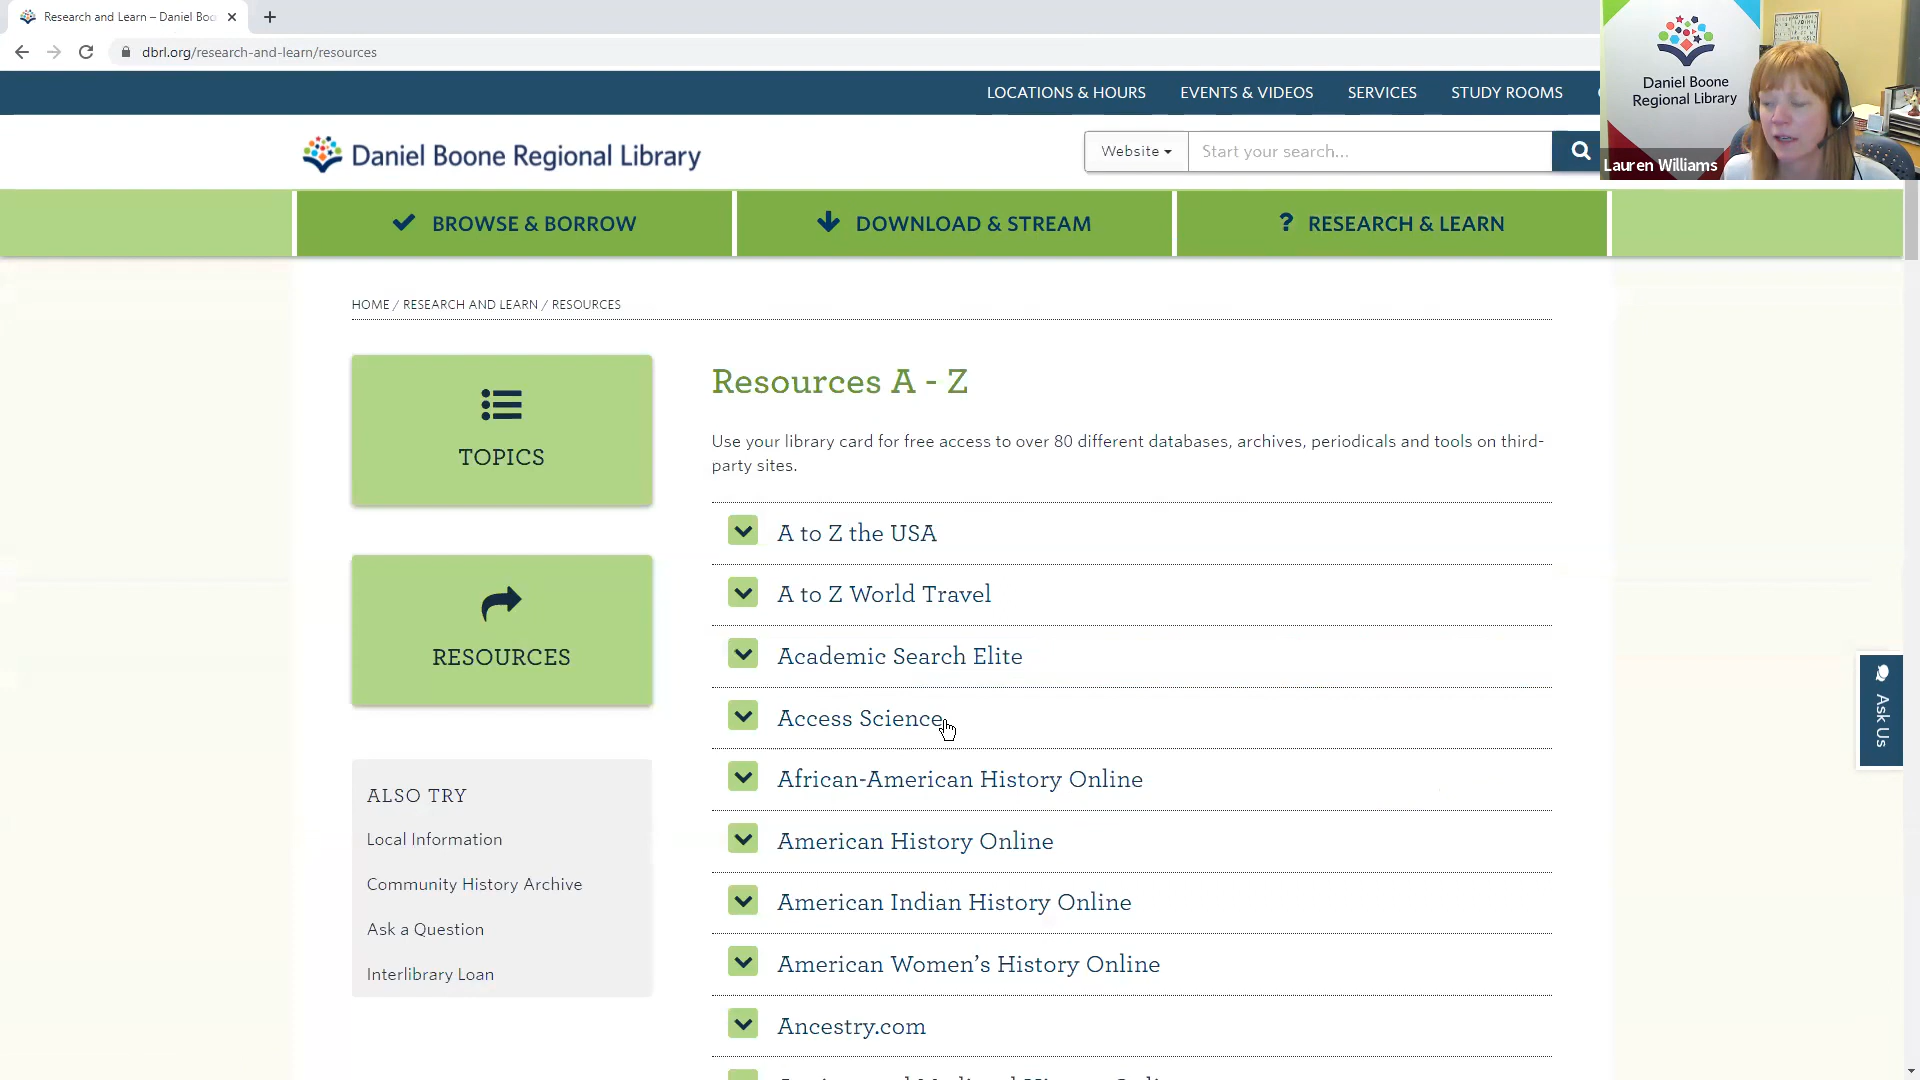 Research and Learn – Daniel Boo
dbrl.org/research-and-learn/resources
LOCATIONS & HOURS
EVENTS & VIDEOS
SERVICES
STUDY ROOMS
Daniel Boone
Regional Library
Lauren Williams
Daniel Boone Regional Library
Website
Start your search...
BROWSE & BORROW
DOWNLOAD & STREAM
? RESEARCH & LEARN
HOME / RESEARCH AND LEARN / RESOURCES
TOPICS
RESOURCES
ALSO TRY
Local Information
Community History Archive
Ask a Question
Interlibrary Loan
Resources A - Z
Use your library card for free access to over 80 different databases, archives, periodicals and tools on third-
party sites.
A to Z the USA
A to Z World Travel
Academic Search Elite
Access Science
African-American History Online
American History Online
American Indian History Online
American Women’s History Online
Ancestry.com
Ask Us